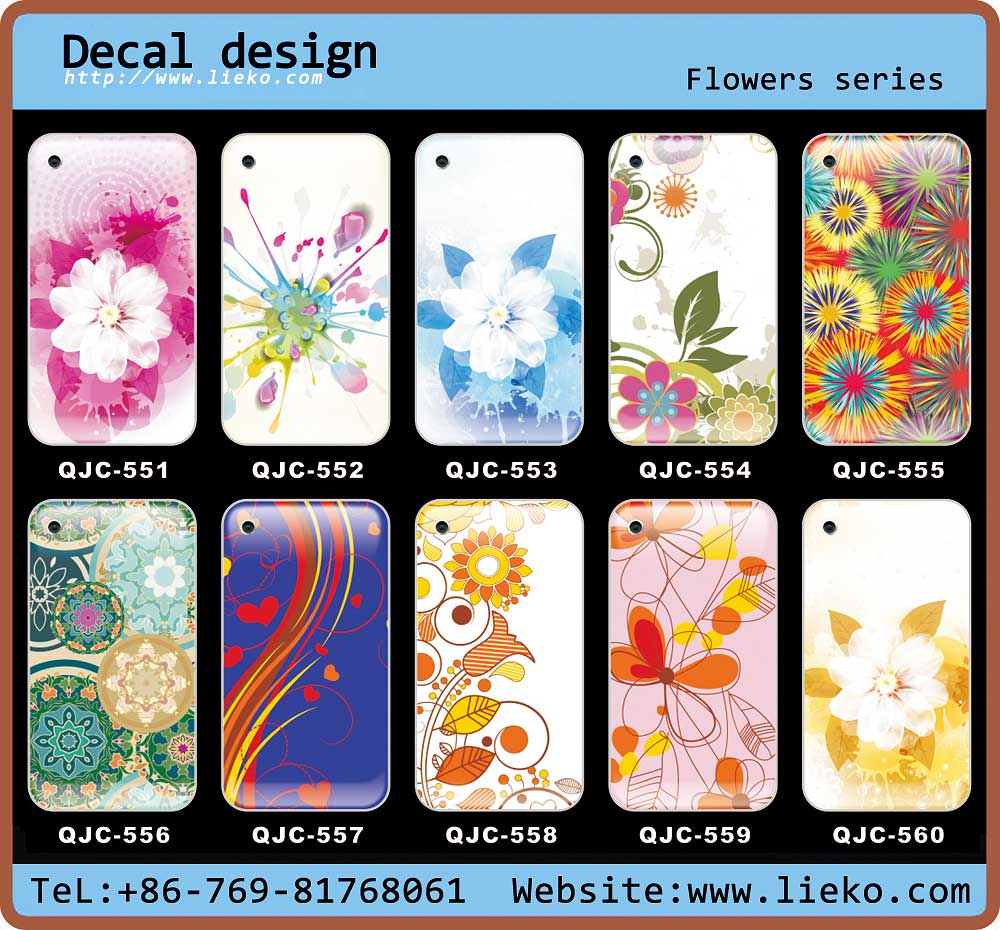 Decal design
http://www.lieko.com
Flowers series
QJC-551 QJC-552 QJC-553 QJC-554 QJC-555
QJC-556 QJC-557 QJC-558 QJC-559 QJC-560
TeL:+86-769-81768061 Website:www.lieko.com